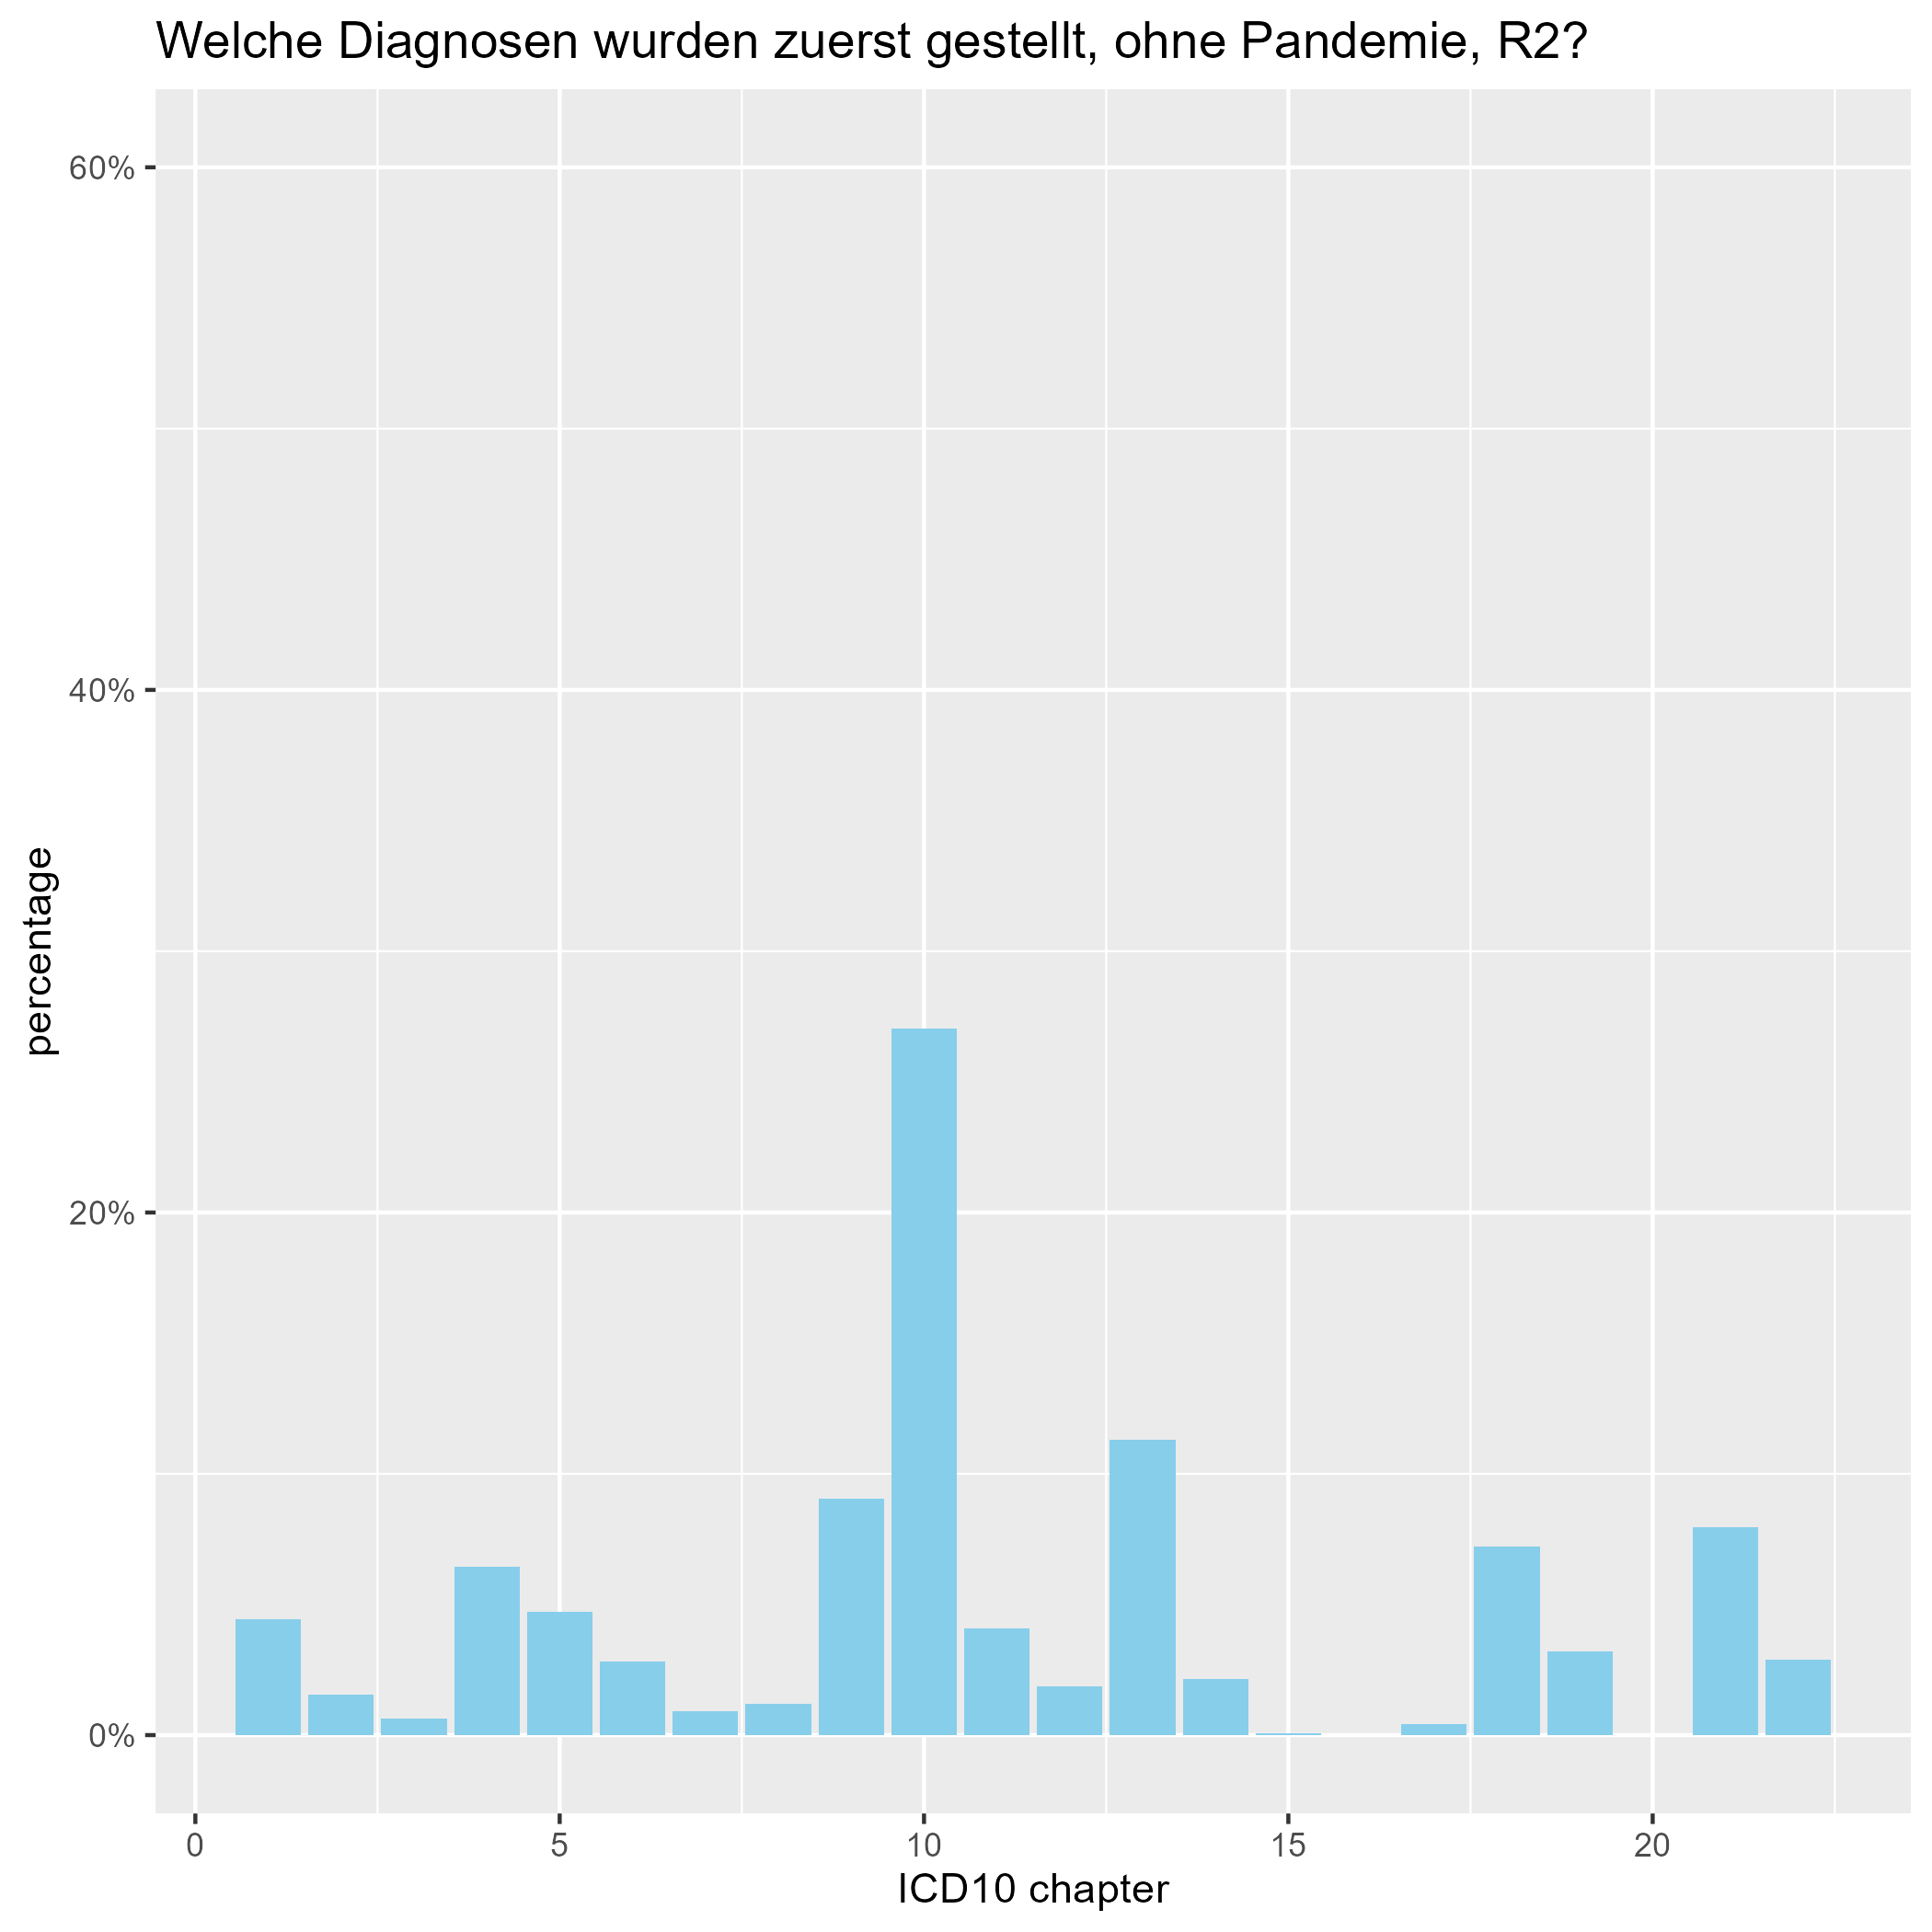 Welche Diagnosen wurden zuerst gestellt, ohne Pandemie, R2?
60%
40%
20%
0%
percentage
0 5 10 15 20
ICD10 chapter